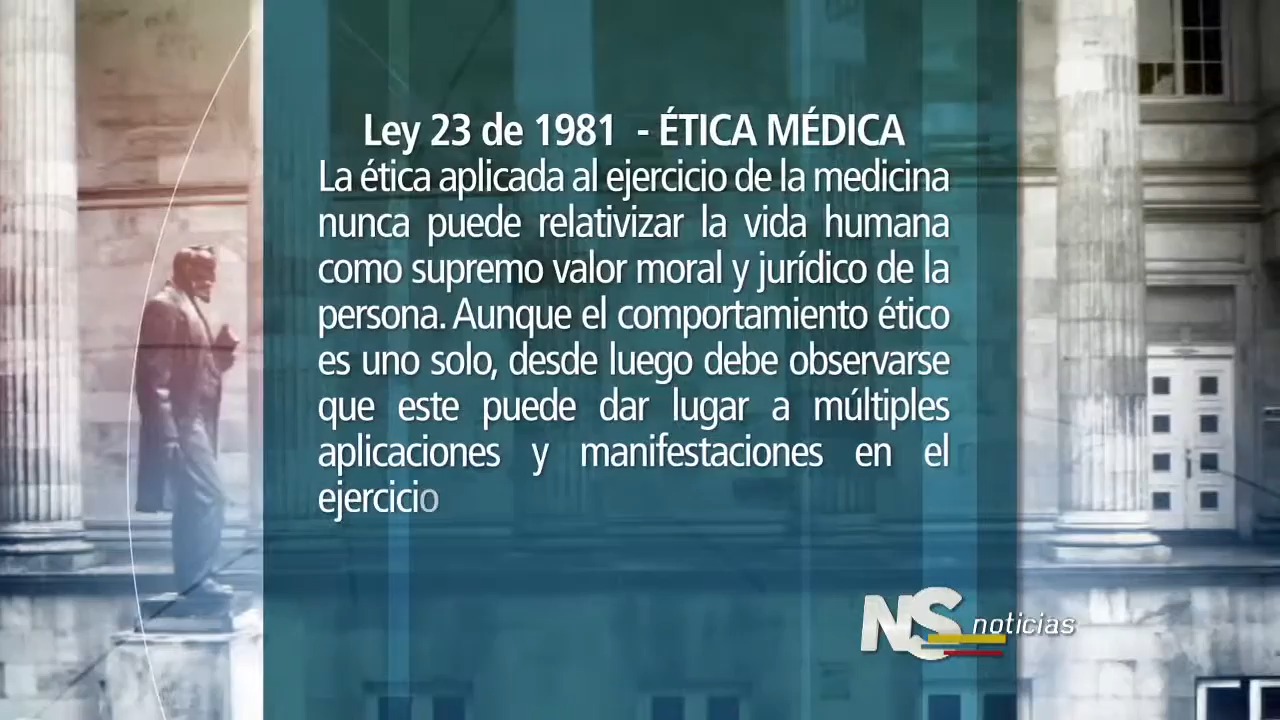 Ley 23 de 1981 - ÉTICA MÉDICA
La ética aplicada al ejercicio de la medicina
nunca puede relativizar la vida humana
como supremo valor moral y jurídico de la
persona. Aunque el comportamiento ético
es uno solo, desde luego debe observarse
que este puede dar lugar a múltiples
aplicaciones y manifestaciones en el
ejercicio
NS noticias